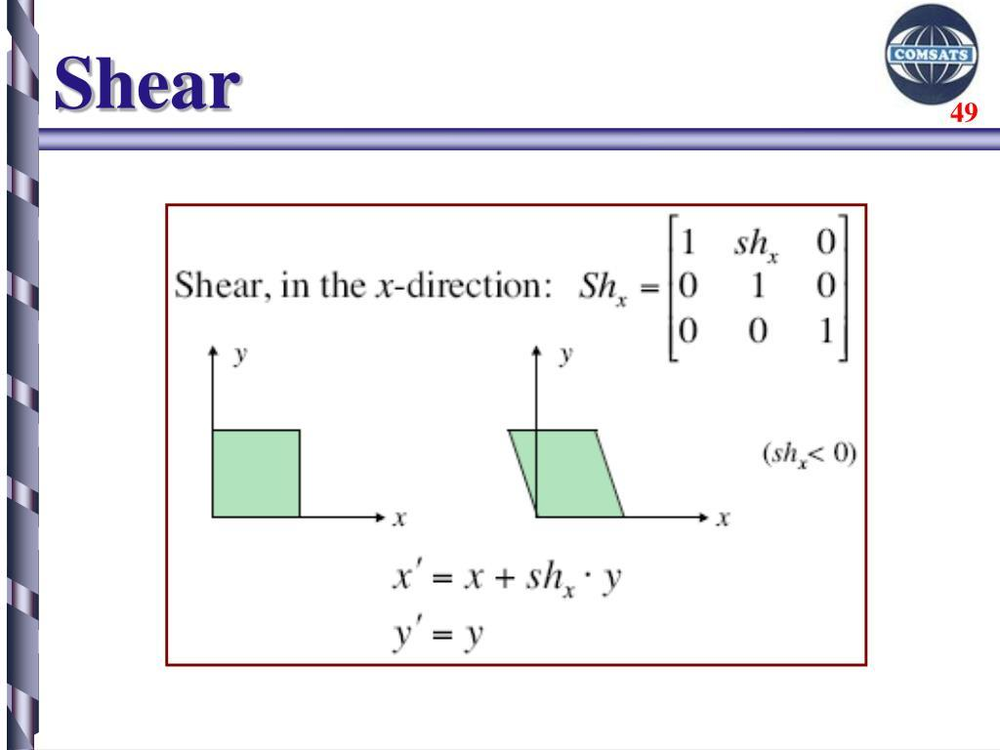 Shear
COMSATS
49
Shear, in the x-direction: Shₓ = [1 shₓ 0
0 1 0
0 0 1]
y
y
(shₓ< 0)
x
x
x′ = x + shₓ · y
y′ = y